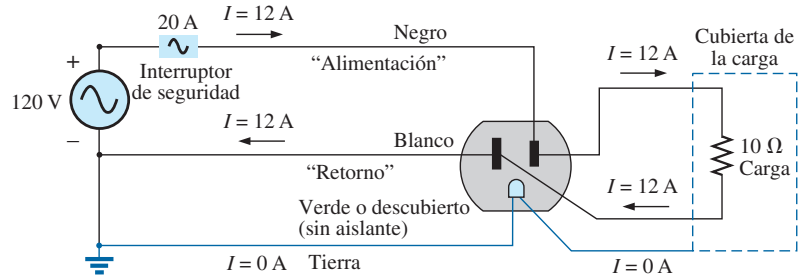 20 A
I = 12 A
Negro
I = 12 A
Cubierta de
la carga
+
Interruptor
de seguridad
“Alimentación”
120 V
−
I = 12 A
Blanco
10 Ω
Carga
“Retorno”
I = 12 A
Verde o descubierto
(sin aislante)
I = 0 A
Tierra
I = 0 A